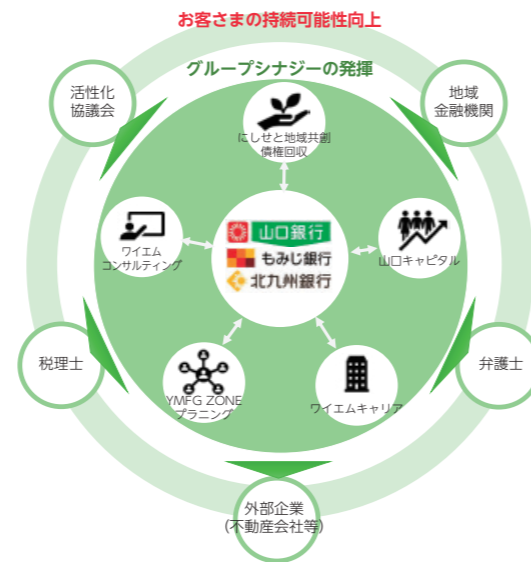 お客さまの持続可能性向上
グループシナジーの発揮
活性化
協議会
地域
金融機関
にしせと地域共創
債権回収
ワイエム
コンサルティング
山口銀行
もみじ銀行
北九州銀行
山口キャピタル
税理士
弁護士
YMFG ZONE
プラニング
ワイエムキャリア
外部企業
(不動産会社等)